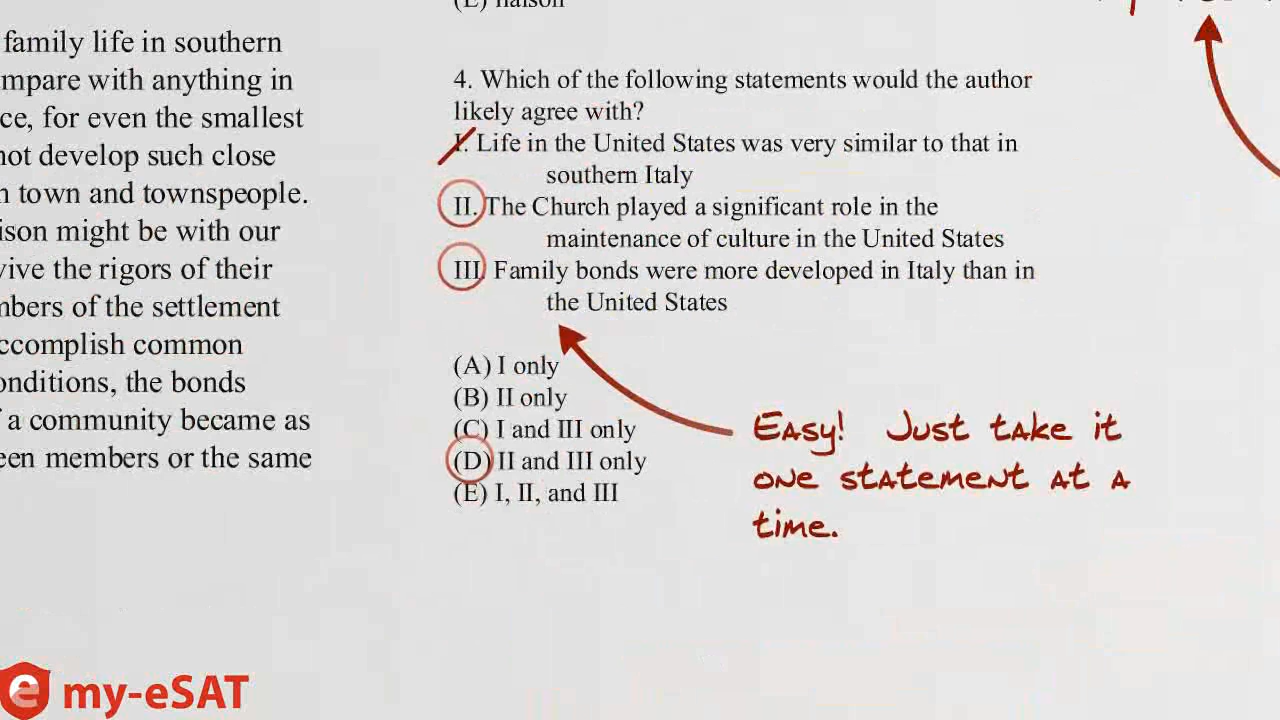 family life in southern
mpare with anything in
ce, for even the smallest
not develop such close
n town and townspeople.
ison might be with our
vive the rigors of their
mbers of the settlement
ccomplish common
onditions, the bonds
f a community became as
een members or the same
4. Which of the following statements would the author
likely agree with?
I. Life in the United States was very similar to that in
southern Italy
II. The Church played a significant role in the
maintenance of culture in the United States
III. Family bonds were more developed in Italy than in
the United States
(A) I only
(B) II only
(C) I and III only
(D) II and III only
(E) I, II, and III
Easy! Just take it
one statement at a
time.
my-eSAT